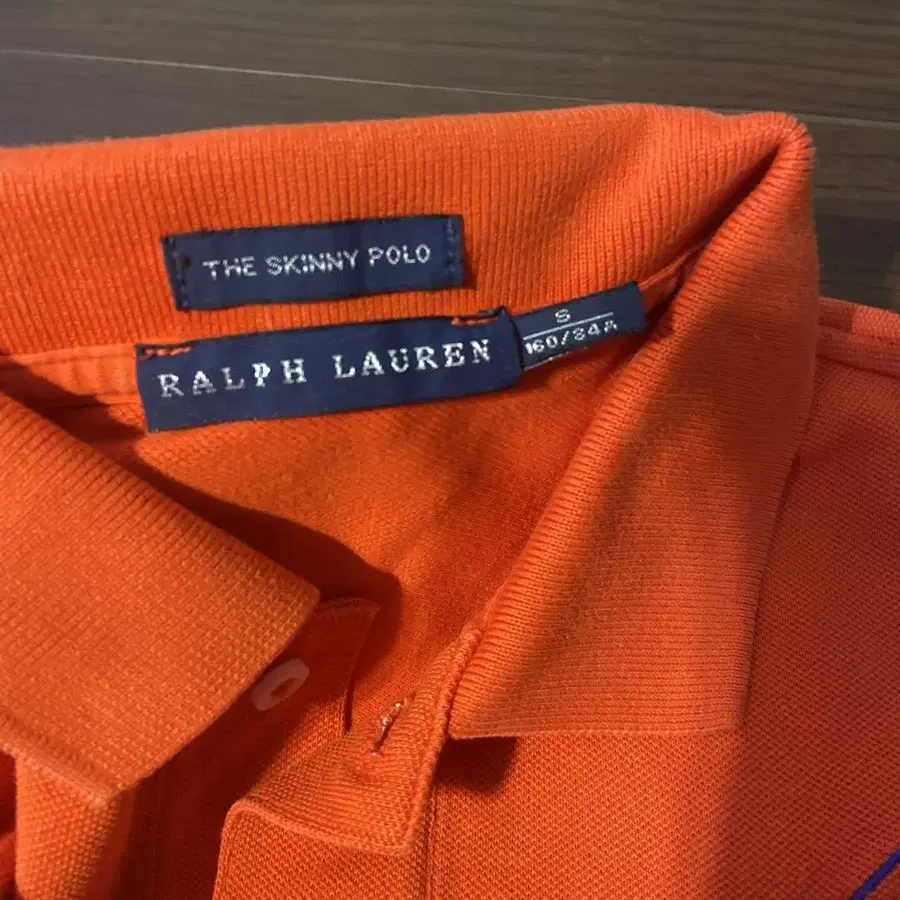 THE SKINNY POLO
RALPH LAUREN
S
160/84A